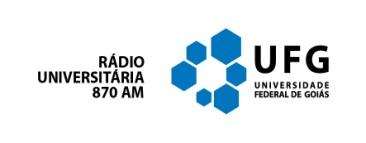 RÁDIO
UNIVERSITÁRIA
870 AM
UFG
UNIVERSIDADE
FEDERAL DE GOIÁS